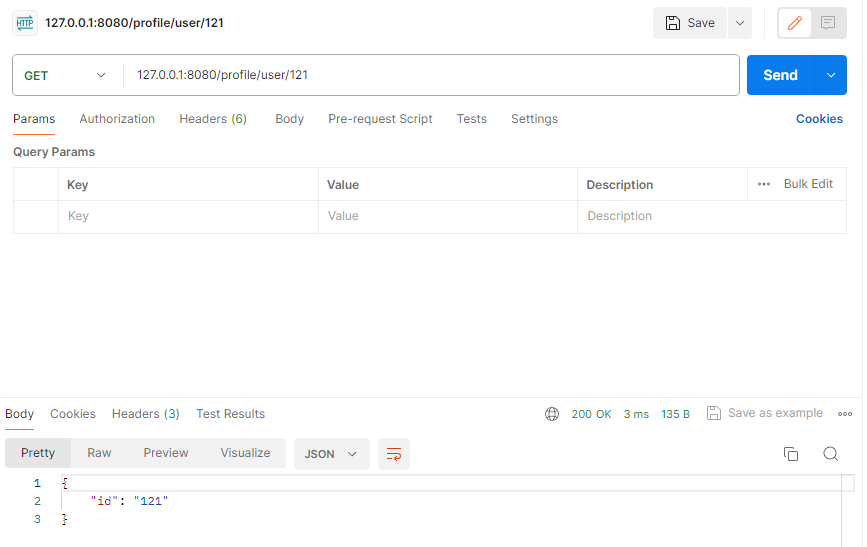 HTTP 127.0.0.1:8080/profile/user/121 Save
GET 127.0.0.1:8080/profile/user/121 Send
Params Authorization Headers (6) Body Pre-request Script Tests Settings Cookies
Query Params
Key Value Description ••• Bulk Edit
Key Value Description
Body Cookies Headers (3) Test Results 200 OK 3 ms 135 B Save as example
Pretty Raw Preview Visualize JSON
1 {
2 "id": "121"
3 }